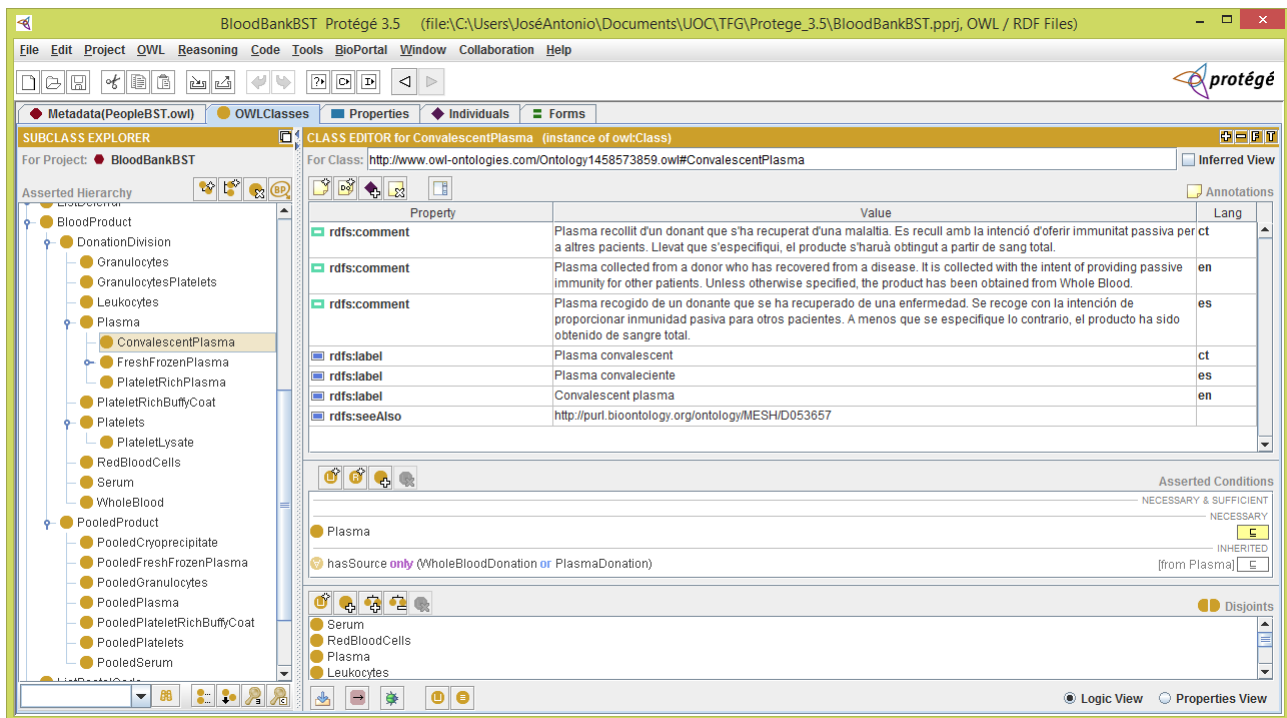 BloodBankBST Protégé 3.5 (file:\C:\Users\JoséAntonio\Documents\UOC\TFG\Protege_3.5\BloodBankBST.pprj, OWL / RDF Files)
File Edit Project OWL Reasoning Code Tools BioPortal Window Collaboration Help
protégé
Metadata(PeopleBST.owl) OWLClasses Properties Individuals Forms
SUBCLASS EXPLORER
For Project: BloodBankBST
Asserted Hierarchy
BloodProduct
DonationDivision
Granulocytes
GranulocytesPlatelets
Leukocytes
Plasma
ConvalescentPlasma
FreshFrozenPlasma
PlateletRichPlasma
PlateletRichBuffyCoat
Platelets
PlateletLysate
RedBloodCells
Serum
WholeBlood
PooledProduct
PooledCryoprecipitate
PooledFreshFrozenPlasma
PooledGranulocytes
PooledPlasma
PooledPlateletRichBuffyCoat
PooledPlatelets
PooledSerum
CLASS EDITOR for ConvalescentPlasma (instance of owl:Class)
For Class: http://www.owl-ontologies.com/Ontology1458573859.owl#ConvalescentPlasma Inferred View
Annotations
Property Value Lang
rdfs:comment Plasma recollit d'un donant que s'ha recuperat d'una malaltia. Es recull amb la intenció d'oferir immunitat passiva per ct
a altres pacients. Llevat que s'especifiqui, el producte s'haruà obtingut a partir de sang total.
rdfs:comment Plasma collected from a donor who has recovered from a disease. It is collected with the intent of providing passive en
immunity for other patients. Unless otherwise specified, the product has been obtained from Whole Blood.
rdfs:comment Plasma recogido de un donante que se ha recuperado de una enfermedad. Se recoge con la intención de es
proporcionar inmunidad pasiva para otros pacientes. A menos que se especifique lo contrario, el producto ha sido
obtenido de sangre total.
rdfs:label Plasma convalescent ct
rdfs:label Plasma convaleciente es
rdfs:label Convalescent plasma en
rdfs:seeAlso http://purl.bioontology.org/ontology/MESH/D053657
Asserted Conditions
NECESSARY & SUFFICIENT
NECESSARY
Plasma
INHERITED
hasSource only (WholeBloodDonation or PlasmaDonation) [from Plasma]
Disjoints
Serum
RedBloodCells
Plasma
Leukocytes
Logic View Properties View